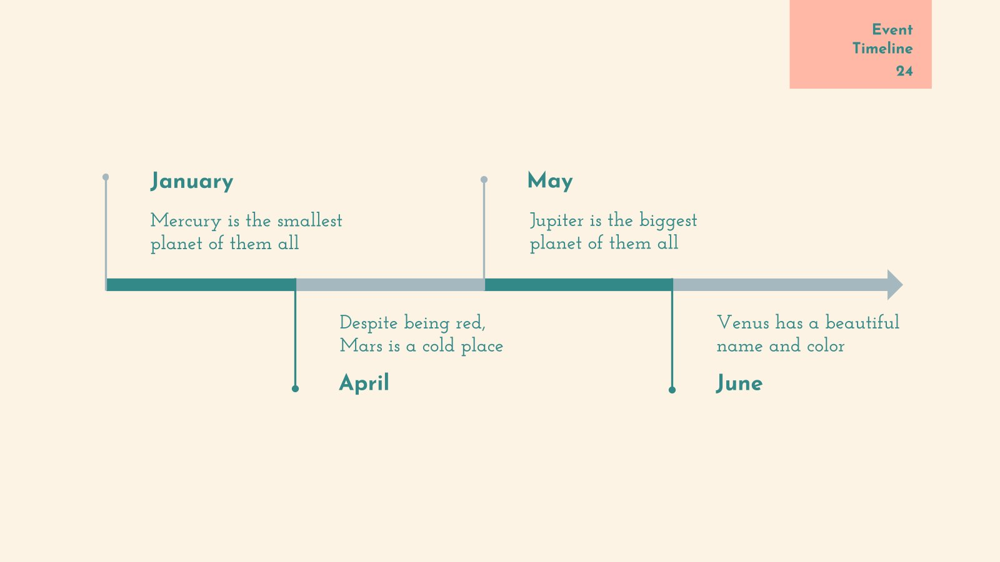 Event
Timeline
24
January
Mercury is the smallest
planet of them all
May
Jupiter is the biggest
planet of them all
Despite being red,
Mars is a cold place
April
Venus has a beautiful
name and color
June